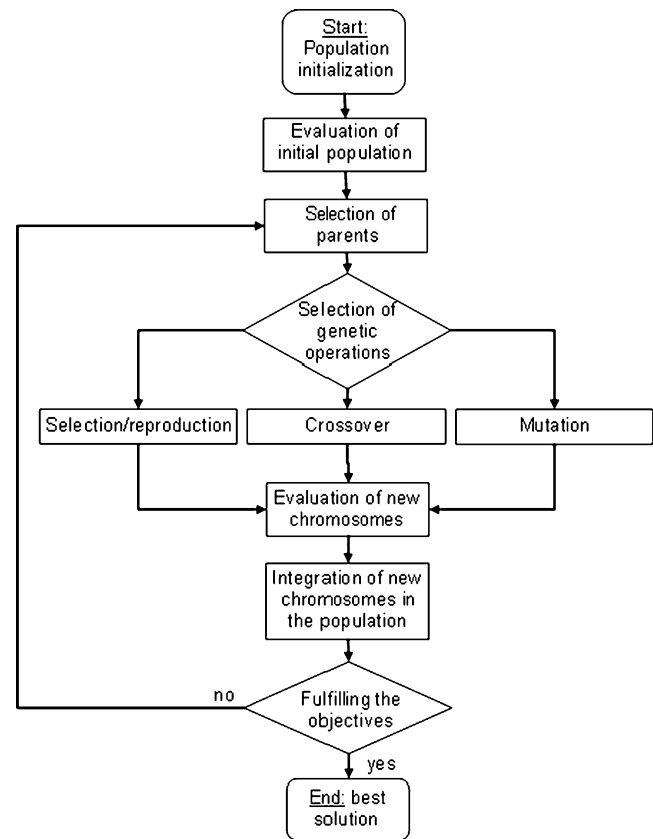 Start:
Population
initialization
Evaluation of
initial population
Selection of
parents
Selection of
genetic
operations
Selection/reproduction
Crossover
Mutation
Evaluation of new
chromosomes
Integration of new
chromosomes in
the population
no
Fulfilling the
objectives
yes
End: best
solution